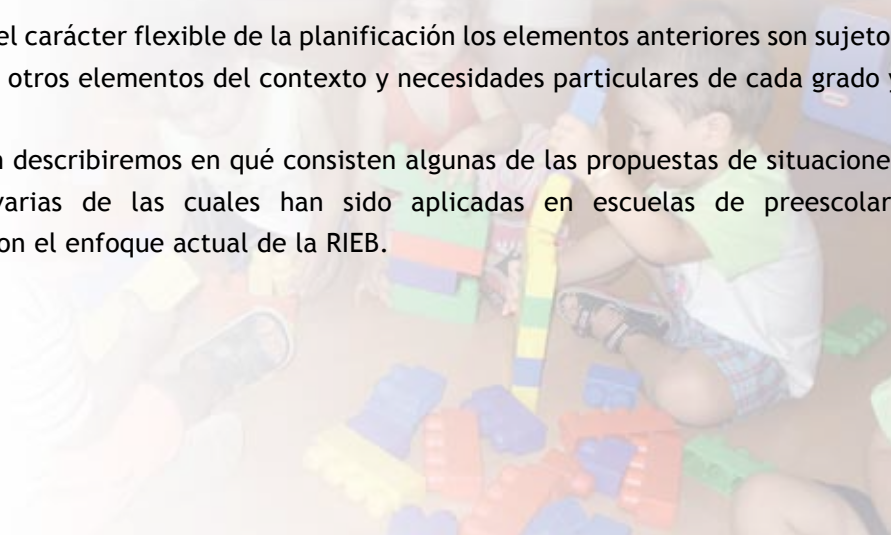 el carácter flexible de la planificación los elementos anteriores son sujeto
otros elementos del contexto y necesidades particulares de cada grado y
describiremos en qué consisten algunas de las propuestas de situacione
varias de las cuales han sido aplicadas en escuelas de preescolar
on el enfoque actual de la RIEB.